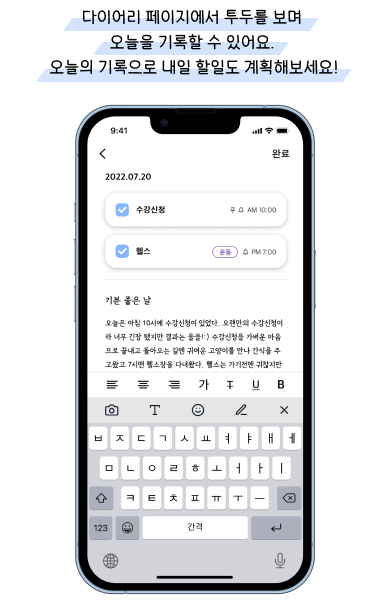 다이어리 페이지에서 투두를 보며
오늘을 기록할 수 있어요.
오늘의 기록으로 내일 할일도 계획해보세요!
9:41
완료
2022.07.20
수강신청 AM 10:00
헬스 운동 PM 7:00
기분 좋은 날
오늘은 아침 10시에 수강신청이 있었다. 오랜만의 수강신청이
라 너무 긴장 됐지만 결과는 올클!:) 수강신청을 가벼운 마음
으로 끝내고 돌아오는 길엔 귀여운 고양이를 만나 간식을 주
고왔고 7시엔 헬스장을 다녀왔다. 헬스는 가기전엔 귀찮지만
가 T U B
T
ㅂ ㅈ ㄷ ㄱ ㅅ ㅛ ㅕ ㅑ ㅐ ㅔ
ㅁ ㄴ ㅇ ㄹ ㅎ ㅗ ㅓ ㅏ ㅣ
ㅋ ㅌ ㅊ ㅍ ㅠ ㅜ ㅡ
123 간격